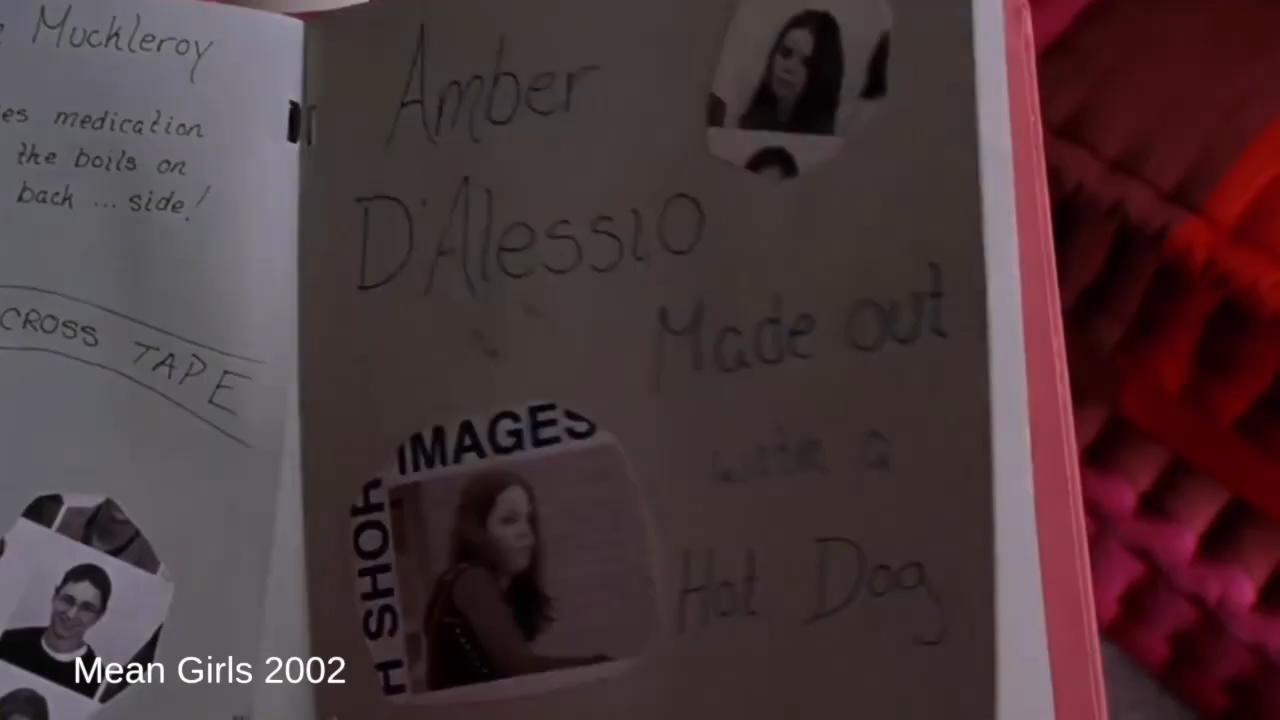 Muckleroy
es medication
the boils on
back ... side!
CROSS TAPE
Amber
D'Alessio
Made out
with a
Hot Dog
IMAGES
H SHOP
Mean Girls 2002